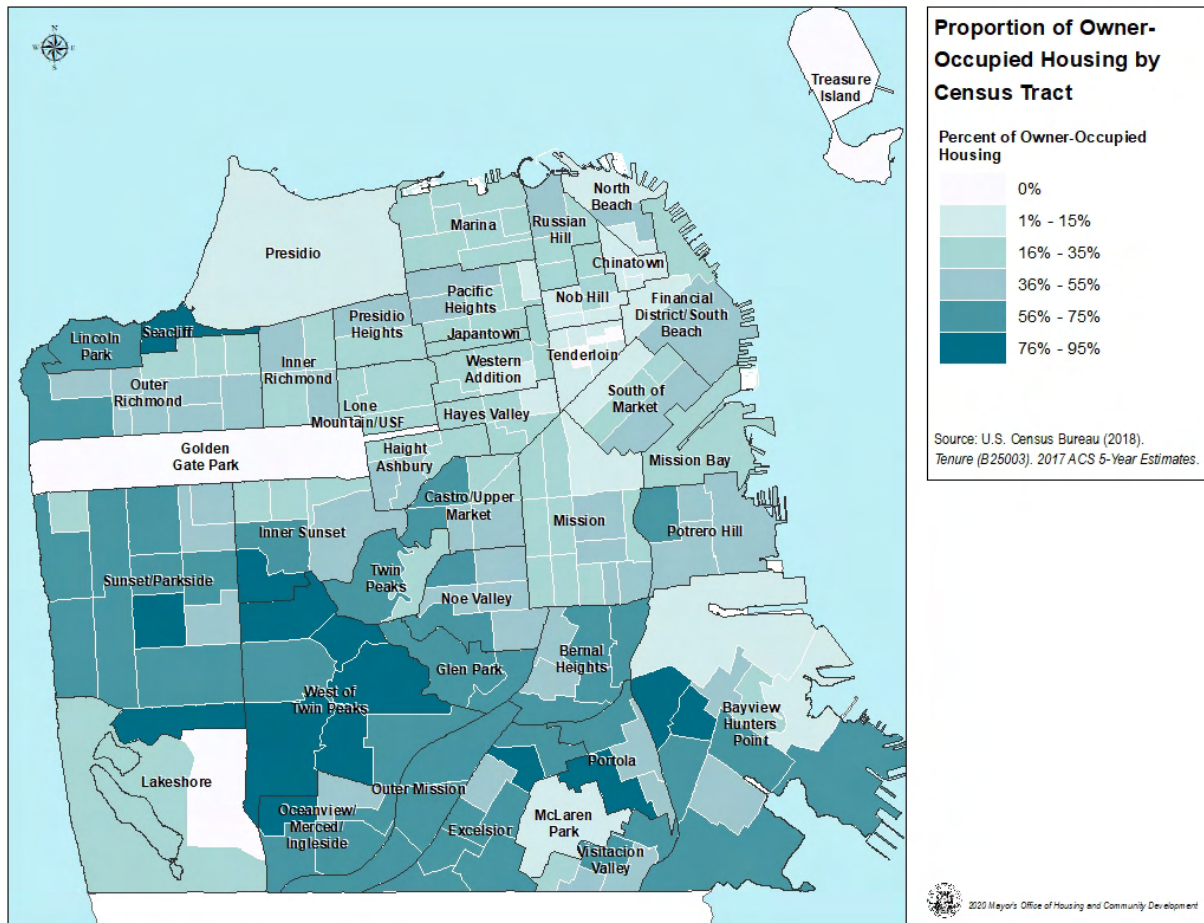 N
W E
S
Treasure
Island
North
Beach
Marina
Russian
Hill
Presidio
Chinatown
Pacific
Heights
Nob Hill
Financial
District/South
Beach
Presidio
Heights
Seacliff
Lincoln
Park
Japantown
Tenderloin
Inner
Richmond
Western
Addition
Outer
Richmond
South of
Market
Lone
Mountain/USF
Hayes Valley
Golden
Gate Park
Haight
Ashbury
Mission Bay
Castro/Upper
Market
Mission
Potrero Hill
Inner Sunset
Sunset/Parkside
Twin
Peaks
Noe Valley
Bernal
Heights
Glen Park
West of
Twin Peaks
Bayview
Hunters
Point
Portola
Lakeshore
Outer Mission
Oceanview/
Merced/
Ingleside
McLaren
Park
Excelsior
Visitacion
Valley
Proportion of Owner-
Occupied Housing by
Census Tract
Percent of Owner-Occupied
Housing
0%
1% - 15%
16% - 35%
36% - 55%
56% - 75%
76% - 95%
Source: U.S. Census Bureau (2018).
Tenure (B25003). 2017 ACS 5-Year Estimates.
2020 Mayor's Office of Housing and Community Development